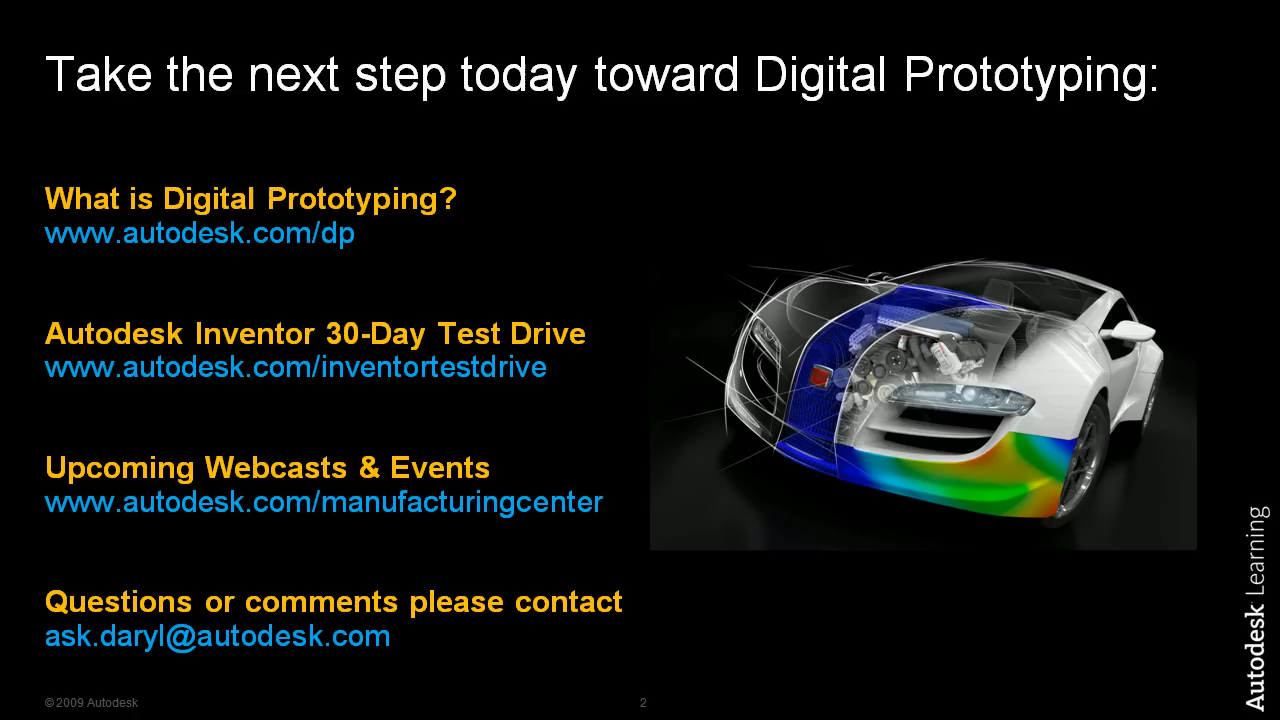 Take the next step today toward Digital Prototyping:
What is Digital Prototyping?
www.autodesk.com/dp
Autodesk Inventor 30-Day Test Drive
www.autodesk.com/inventortestdrive
Upcoming Webcasts & Events
www.autodesk.com/manufacturingcenter
Questions or comments please contact
ask.daryl@autodesk.com
© 2009 Autodesk
2
Autodesk Learning